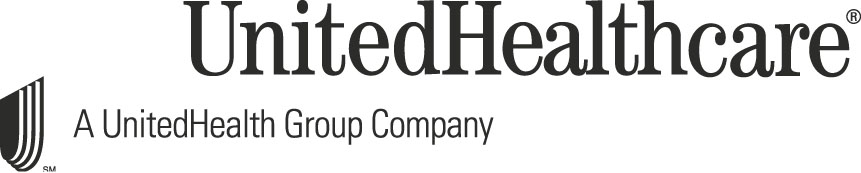 UnitedHealthcare®
A UnitedHealth Group Company
SM